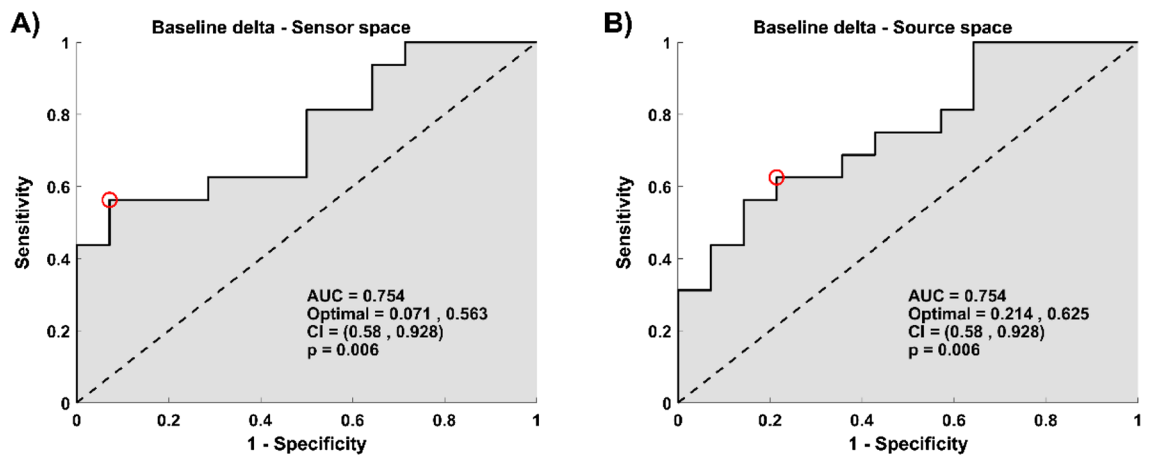 A)
Baseline delta - Sensor space
1
0.8
0.6
0.4
0.2
0
Sensitivity
AUC = 0.754
Optimal = 0.071 , 0.563
CI = (0.58 , 0.928)
p = 0.006
0 0.2 0.4 0.6 0.8 1
1 - Specificity
B)
Baseline delta - Source space
1
0.8
0.6
0.4
0.2
0
Sensitivity
AUC = 0.754
Optimal = 0.214 , 0.625
CI = (0.58 , 0.928)
p = 0.006
0 0.2 0.4 0.6 0.8 1
1 - Specificity